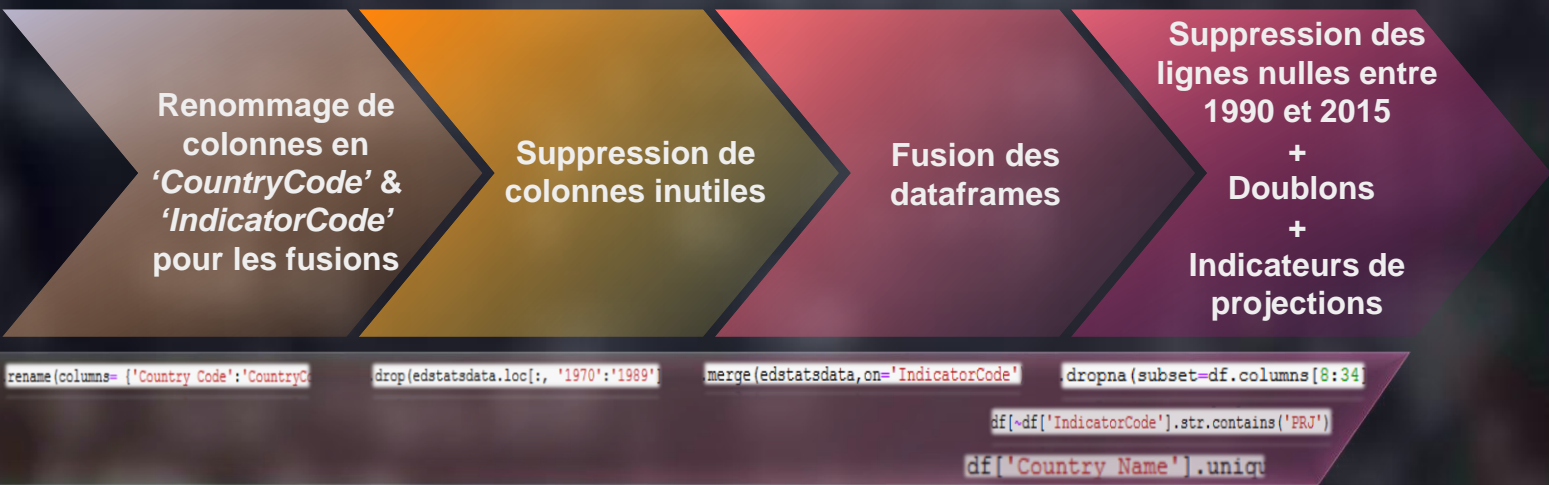 Renommage de
colonnes en
‘CountryCode’ &
‘IndicatorCode’
pour les fusions
Suppression de
colonnes inutiles
Fusion des
dataframes
Suppression des
lignes nulles entre
1990 et 2015
+
Doublons
+
Indicateurs de
projections
rename(columns= {'Country Code':'CountryC
drop(edstatsdata.loc[:, '1970':'1989']
.merge(edstatsdata,on='IndicatorCode'
.dropna(subset=df.columns[8:34]
df[~df['IndicatorCode'].str.contains('PRJ')
df['Country Name'].uniqu